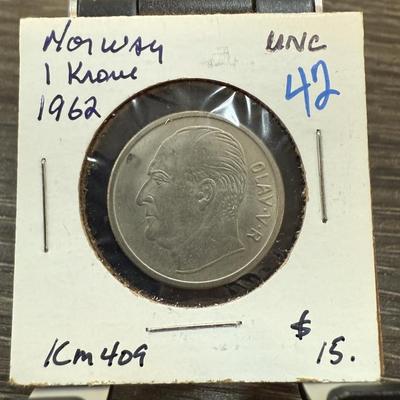 Norway
1 Krone
1962
UNC
42
OLAV·V·R
KM409
$15.